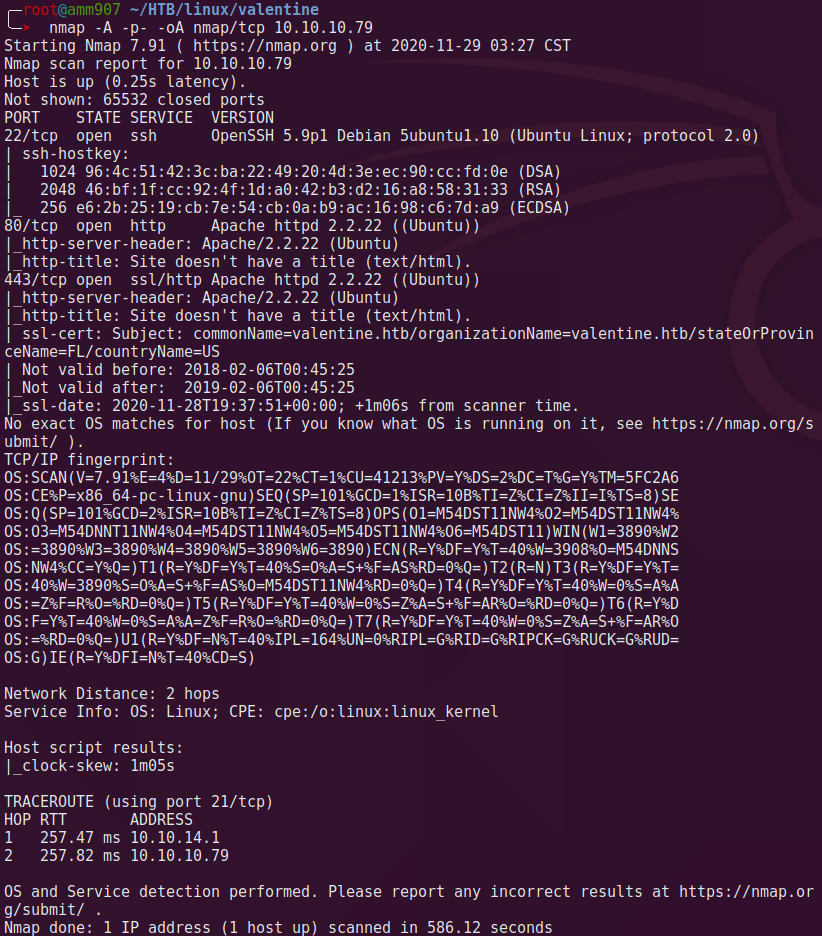 root@amm907 ~/HTB/linux/valentine
nmap -A -p- -oA nmap/tcp 10.10.10.79
Starting Nmap 7.91 ( https://nmap.org ) at 2020-11-29 03:27 CST
Nmap scan report for 10.10.10.79
Host is up (0.25s latency).
Not shown: 65532 closed ports
PORT    STATE SERVICE  VERSION
22/tcp  open  ssh      OpenSSH 5.9p1 Debian 5ubuntu1.10 (Ubuntu Linux; protocol 2.0)
| ssh-hostkey:
|   1024 96:4c:51:42:3c:ba:22:49:20:4d:3e:ec:90:cc:fd:0e (DSA)
|   2048 46:bf:1f:cc:92:4f:1d:a0:42:b3:d2:16:a8:58:31:33 (RSA)
|_  256 e6:2b:25:19:cb:7e:54:cb:0a:b9:ac:16:98:c6:7d:a9 (ECDSA)
80/tcp  open  http     Apache httpd 2.2.22 ((Ubuntu))
|_http-server-header: Apache/2.2.22 (Ubuntu)
|_http-title: Site doesn't have a title (text/html).
443/tcp open  ssl/http Apache httpd 2.2.22 ((Ubuntu))
|_http-server-header: Apache/2.2.22 (Ubuntu)
|_http-title: Site doesn't have a title (text/html).
| ssl-cert: Subject: commonName=valentine.htb/organizationName=valentine.htb/stateOrProvin
ceName=FL/countryName=US
| Not valid before: 2018-02-06T00:45:25
|_Not valid after:  2019-02-06T00:45:25
|_ssl-date: 2020-11-28T19:37:51+00:00; +1m06s from scanner time.
No exact OS matches for host (If you know what OS is running on it, see https://nmap.org/s
ubmit/ ).
TCP/IP fingerprint:
OS:SCAN(V=7.91%E=4%D=11/29%OT=22%CT=1%CU=41213%PV=Y%DS=2%DC=T%G=Y%TM=5FC2A6
OS:CE%P=x86_64-pc-linux-gnu)SEQ(SP=101%GCD=1%ISR=10B%TI=Z%CI=Z%II=I%TS=8)SE
OS:Q(SP=101%GCD=2%ISR=10B%TI=Z%CI=Z%TS=8)OPS(O1=M54DST11NW4%O2=M54DST11NW4%
OS:O3=M54DNNT11NW4%O4=M54DST11NW4%O5=M54DST11NW4%O6=M54DST11)WIN(W1=3890%W2
OS:=3890%W3=3890%W4=3890%W5=3890%W6=3890)ECN(R=Y%DF=Y%T=40%W=3908%O=M54DNNS
OS:NW4%CC=Y%Q=)T1(R=Y%DF=Y%T=40%S=O%A=S+%F=AS%RD=0%Q=)T2(R=N)T3(R=Y%DF=Y%T=
OS:40%W=3890%S=O%A=S+%F=AS%O=M54DST11NW4%RD=0%Q=)T4(R=Y%DF=Y%T=40%W=0%S=A%A
OS:=Z%F=R%O=%RD=0%Q=)T5(R=Y%DF=Y%T=40%W=0%S=Z%A=S+%F=AR%O=%RD=0%Q=)T6(R=Y%D
OS:F=Y%T=40%W=0%S=A%A=Z%F=R%O=%RD=0%Q=)T7(R=Y%DF=Y%T=40%W=0%S=Z%A=S+%F=AR%O
OS:=%RD=0%Q=)U1(R=Y%DF=N%T=40%IPL=164%UN=0%RIPL=G%RID=G%RIPCK=G%RUCK=G%RUD=
OS:G)IE(R=Y%DFI=N%T=40%CD=S)

Network Distance: 2 hops
Service Info: OS: Linux; CPE: cpe:/o:linux:linux_kernel

Host script results:
|_clock-skew: 1m05s

TRACEROUTE (using port 21/tcp)
HOP RTT       ADDRESS
1   257.47 ms 10.10.14.1
2   257.82 ms 10.10.10.79

OS and Service detection performed. Please report any incorrect results at https://nmap.or
g/submit/ .
Nmap done: 1 IP address (1 host up) scanned in 586.12 seconds